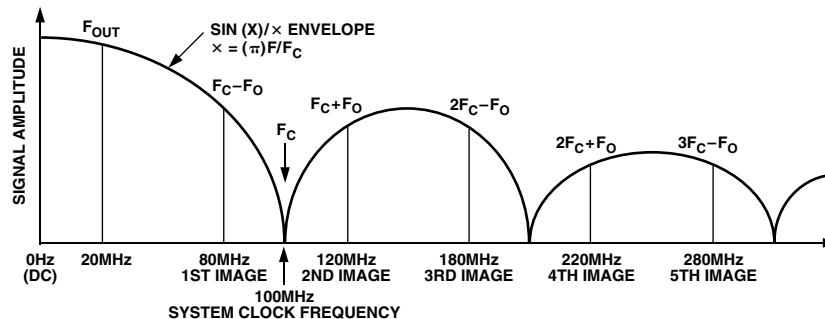 SIGNAL AMPLITUDE
F_OUT
SIN (X)/× ENVELOPE
× = (π)F/F_C
F_C–F_O
F_C
F_C+F_O
2F_C–F_O
2F_C+F_O
3F_C–F_O
0Hz
(DC)
20MHz
80MHz
1ST IMAGE
120MHz
2ND IMAGE
180MHz
3RD IMAGE
220MHz
4TH IMAGE
280MHz
5TH IMAGE
100MHz
SYSTEM CLOCK FREQUENCY